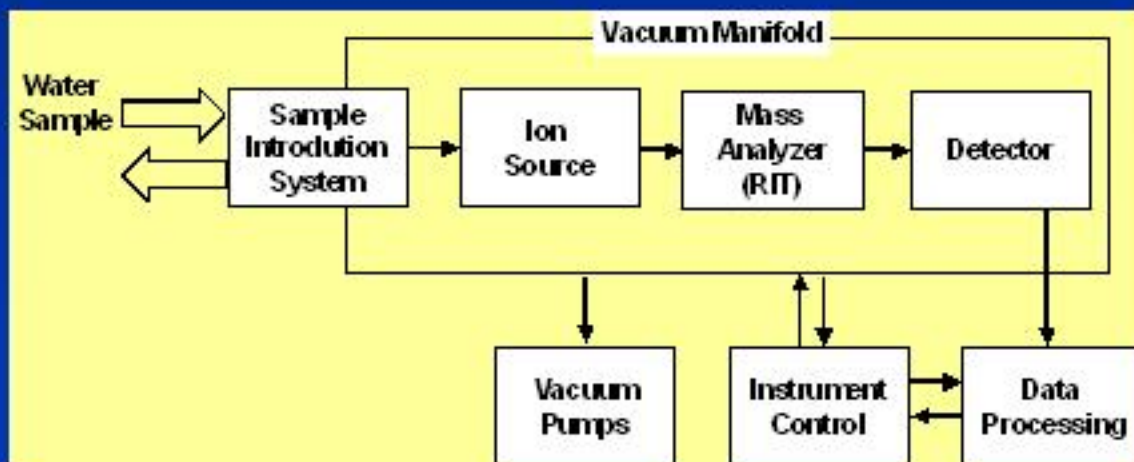 Vacuum Manifold
Water
Sample
Sample
Introdution
System
Ion
Source
Mass
Analyzer
(RIT)
Detector
Vacuum
Pumps
Instrument
Control
Data
Processing